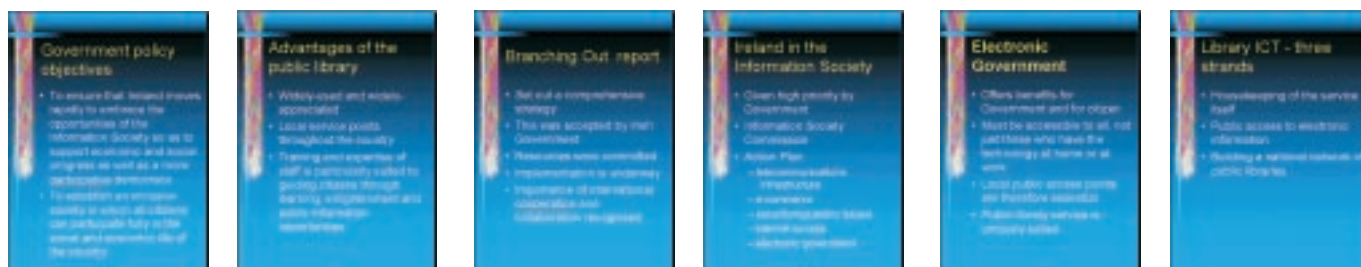 Government policy
objectives
• To ensure that Ireland moves
rapidly to embrace the
opportunities of the
Information Society so as to
support economic and social
progress as well as a more
participative democracy
• To establish an
society in which all citizens
can participate fully in the
social and economic life of
the country
Advantages of the
public library
• Widely-used and widely-
appreciated
• Local service points
throughout the country
• Training and expertise of
staff is particularly suited to
guiding citizens through
learning, enlightenment and
Branching Out report
• Set out a comprehensive
strategy
• This was accepted by Irish
Government
• Resources were committed
• Implementation is underway
• Importance of international
cooperation and
collaboration recognised
Ireland in the
Information Society
• Given high priority by
Government
• Information Society
Commission
• Action Plan
– telecommunications
infrastructure
– e-commerce
– internet access
– electronic government
Electronic
Government
• Offers benefits for
Government and for citizen
• Must be accessible to all, not
just those who have the
technology at home or at
work
• Local public access points
are therefore essential
• Public library service is
uniquely suited
Library ICT - three
strands
• Housekeeping of the service
itself
• Public access to electronic
information
• Building a national network of
public libraries